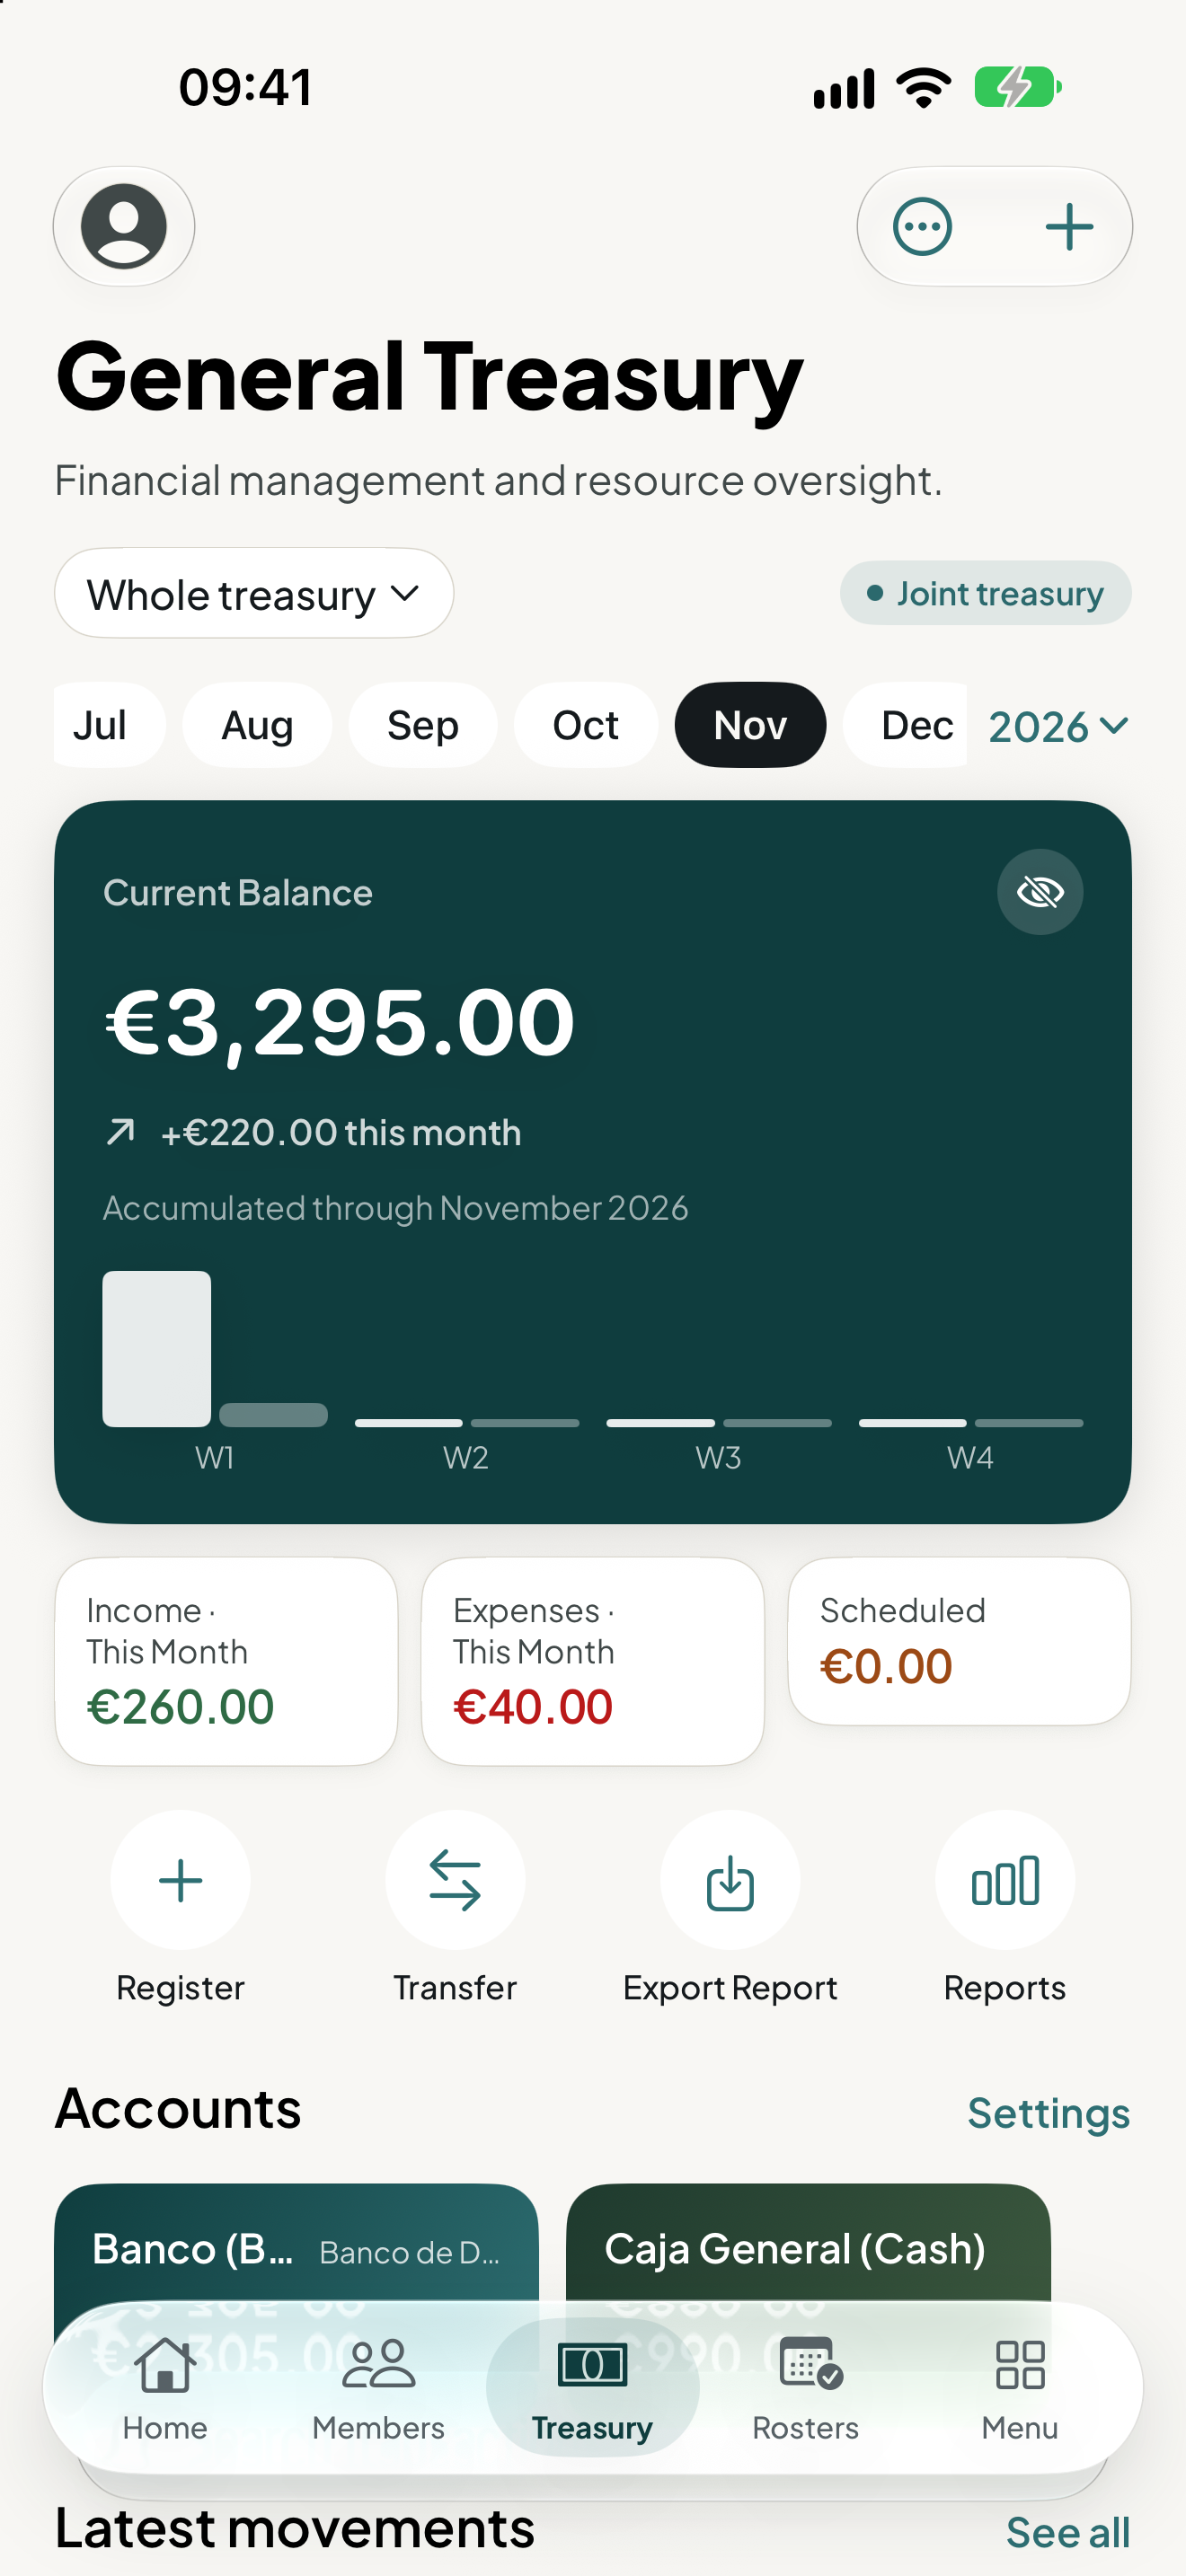 09:41
General Treasury
Financial management and resource oversight.
Whole treasury
Joint treasury
Jul Aug Sep Oct Nov Dec 2026
Current Balance
€3,295.00
+€220.00 this month
Accumulated through November 2026
W1 W2 W3 W4
Income ·
This Month
€260.00
Expenses ·
This Month
€40.00
Scheduled
€0.00
Register Transfer Export Report Reports
Accounts Settings
Banco (B... Banco de D...
Caja General (Cash)
Home Members Treasury Rosters Menu
Latest movements See all